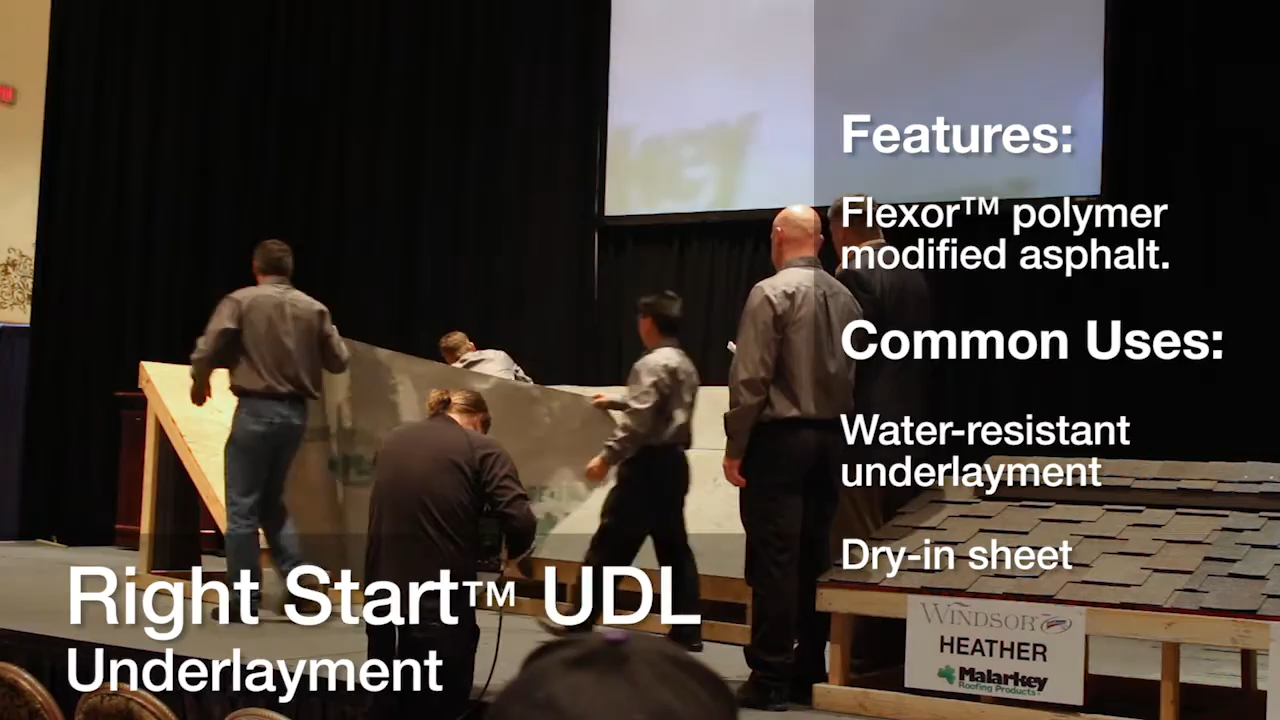 Features:
Flexor™ polymer
modified asphalt.
Common Uses:
Water-resistant
underlayment
Dry-in sheet
Right Start™ UDL
Underlayment
WINDSOR
HEATHER
Malarkey
Roofing Products